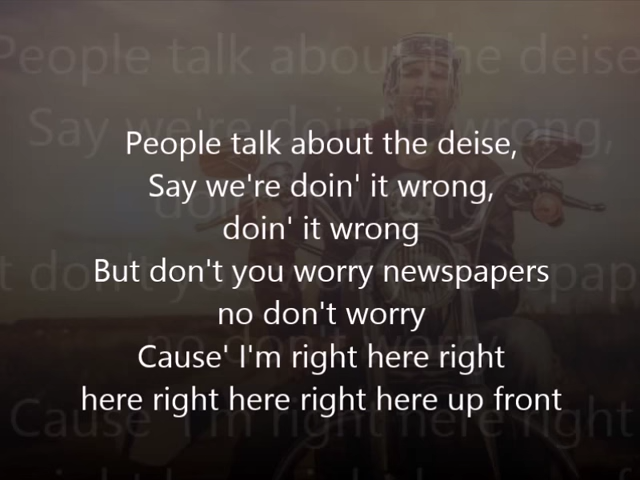 People talk about the deise,
Say we're doin' it wrong,
doin' it wrong
But don't you worry newspapers
no don't worry
Cause' I'm right here right
here right here right here up front